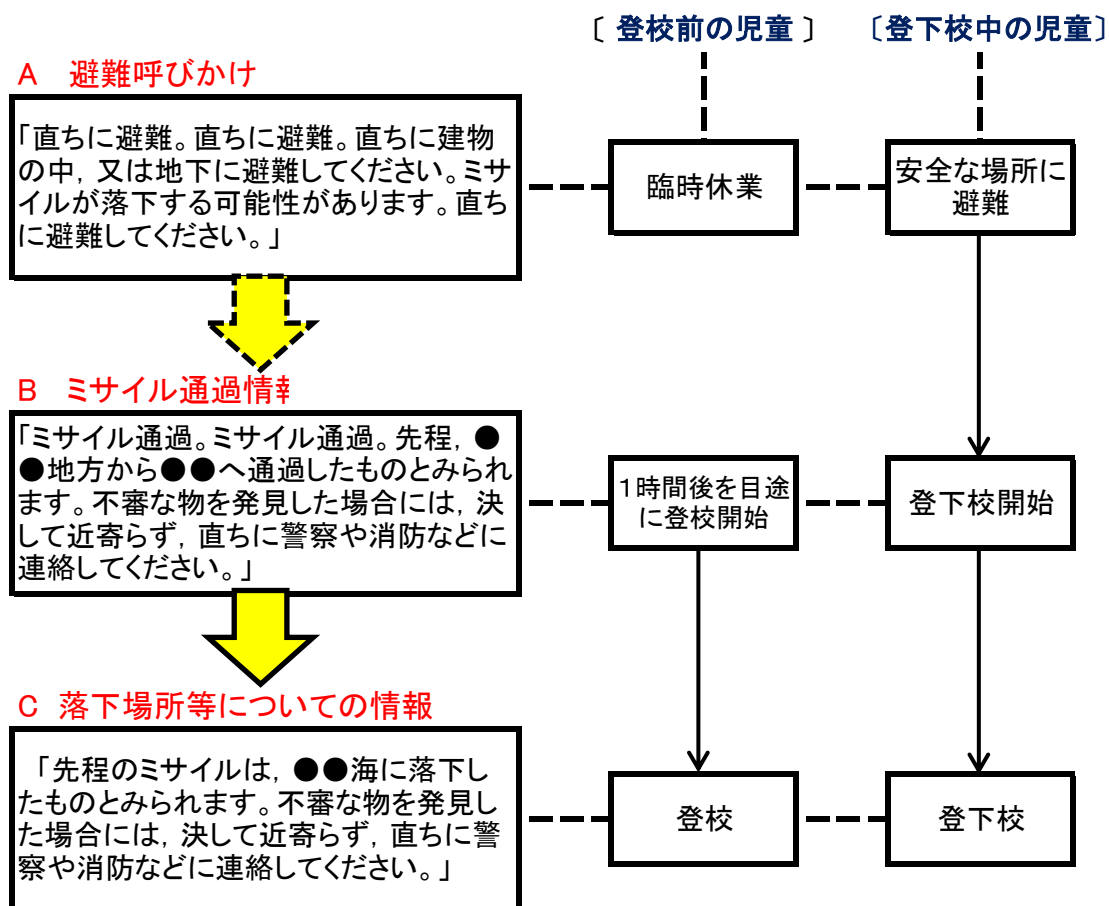 〔 登校前の児童 〕
〔登下校中の児童〕
A 避難呼びかけ
「直ちに避難。直ちに避難。直ちに建物
の中，又は地下に避難してください。ミサ
イルが落下する可能性があります。直ち
に避難してください。」
臨時休業
安全な場所に
避難
B ミサイル通過情
「ミサイル通過。ミサイル通過。先程，●
●地方から●●へ通過したものとみられ
ます。不審な物を発見した場合には，決
して近寄らず，直ちに警察や消防などに
連絡してください。」
1時間後を目途
に登校開始
登下校開始
C 落下場所等についての情報
「先程のミサイルは，●●海に落下し
たものとみられます。不審な物を発見し
た場合には，決して近寄らず，直ちに警
察や消防などに連絡してください。」
登校
登下校